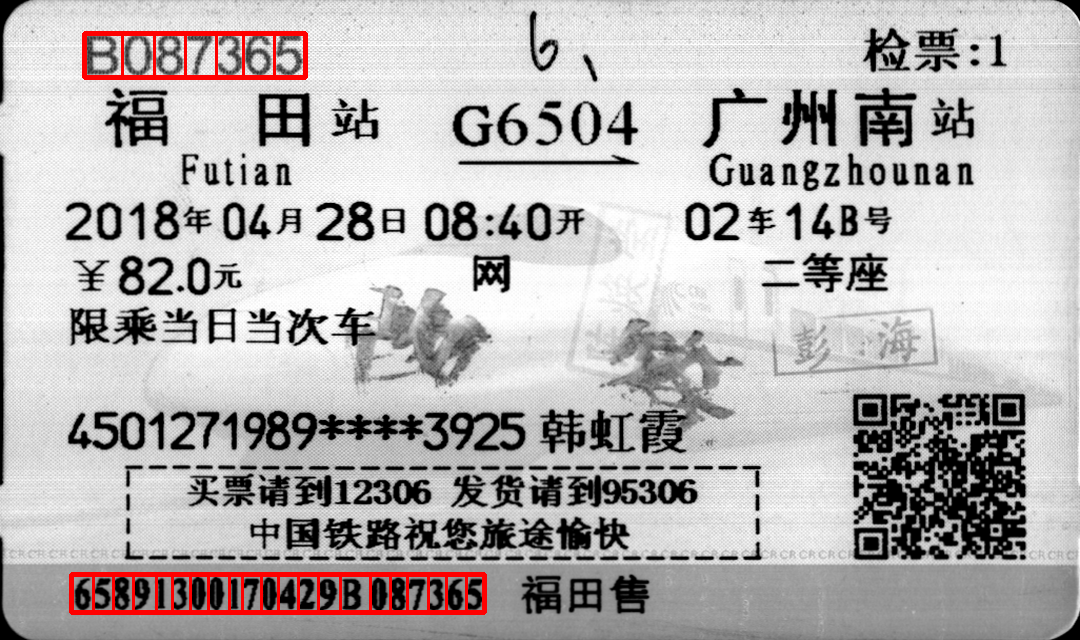 B087365 6、 检票:1
福田站 G6504 广州南站
Futian Guangzhounan
2018年04月28日08:40开 02车14B号
¥82.0元 网 二等座
限乘当日当次车
彭 海
4501271989****3925 韩虹霞
买票请到12306 发货请到95306
中国铁路祝您旅途愉快
65891300170429B087365 福田售